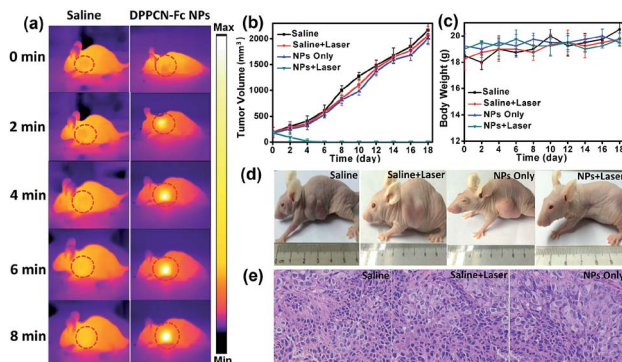 (a)
Saline
DPPCN-Fc NPs
0 min
2 min
4 min
6 min
8 min
Max
Min
(b)
Tumor Volume (mm³)
2000
1500
1000
500
0
Saline
Saline+Laser
NPs Only
NPs+Laser
0 2 4 6 8 10 12 14 16 18
Time (day)
(c)
Body Weight (g)
22
20
18
16
14
12
Saline
Saline+Laser
NPs Only
NPs+Laser
0 2 4 6 8 10 12 14 16 18
Time (day)
(d)
Saline
Saline+Laser
NPs Only
NPs+Laser
(e)
Saline
Saline+Laser
NPs Only